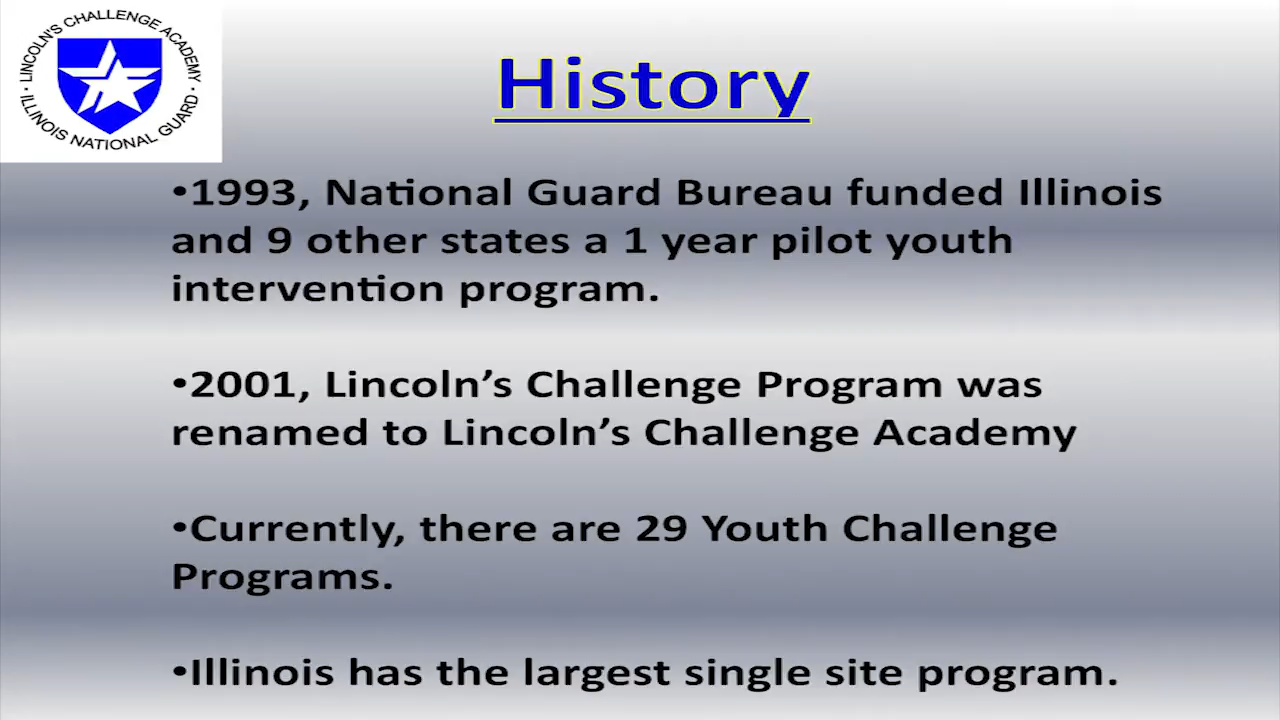 LINCOLN'S CHALLENGE ACADEMY
· ILLINOIS NATIONAL GUARD ·
History
•1993, National Guard Bureau funded Illinois
and 9 other states a 1 year pilot youth
intervention program.
•2001, Lincoln’s Challenge Program was
renamed to Lincoln’s Challenge Academy
•Currently, there are 29 Youth Challenge
Programs.
•Illinois has the largest single site program.